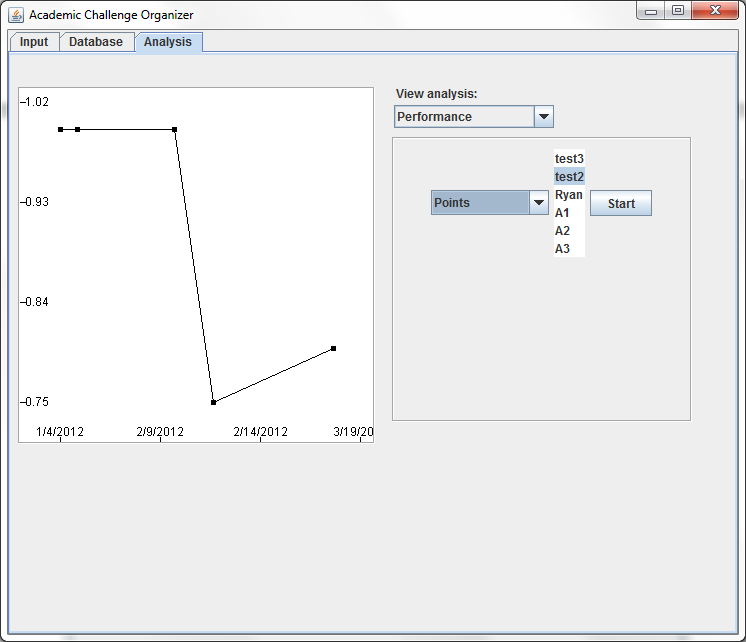 Academic Challenge Organizer
Input Database Analysis
1.02
0.93
0.84
0.75
1/4/2012 2/9/2012 2/14/2012 3/19/20
View analysis:
Performance
Points
test3
test2
Ryan
A1
A2
A3
Start